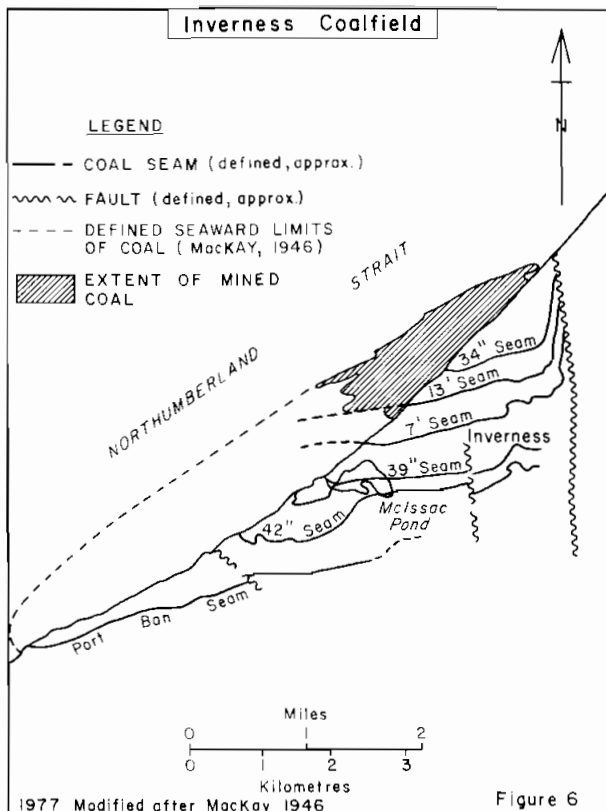 Inverness Coalfield
N
LEGEND
COAL SEAM (defined, approx.)
FAULT (defined, approx.)
DEFINED SEAWARD LIMITS
OF COAL (MacKAY, 1946)
EXTENT OF MINED
COAL
NORTHUMBERLAND STRAIT
34" Seam
13' Seam
7' Seam
Inverness
39" Seam
McIssac
Pond
42" Seam
Port Ban Seam
Miles
0 1 2
0 1 2 3
Kilometres
1977 Modified after MacKay 1946
Figure 6